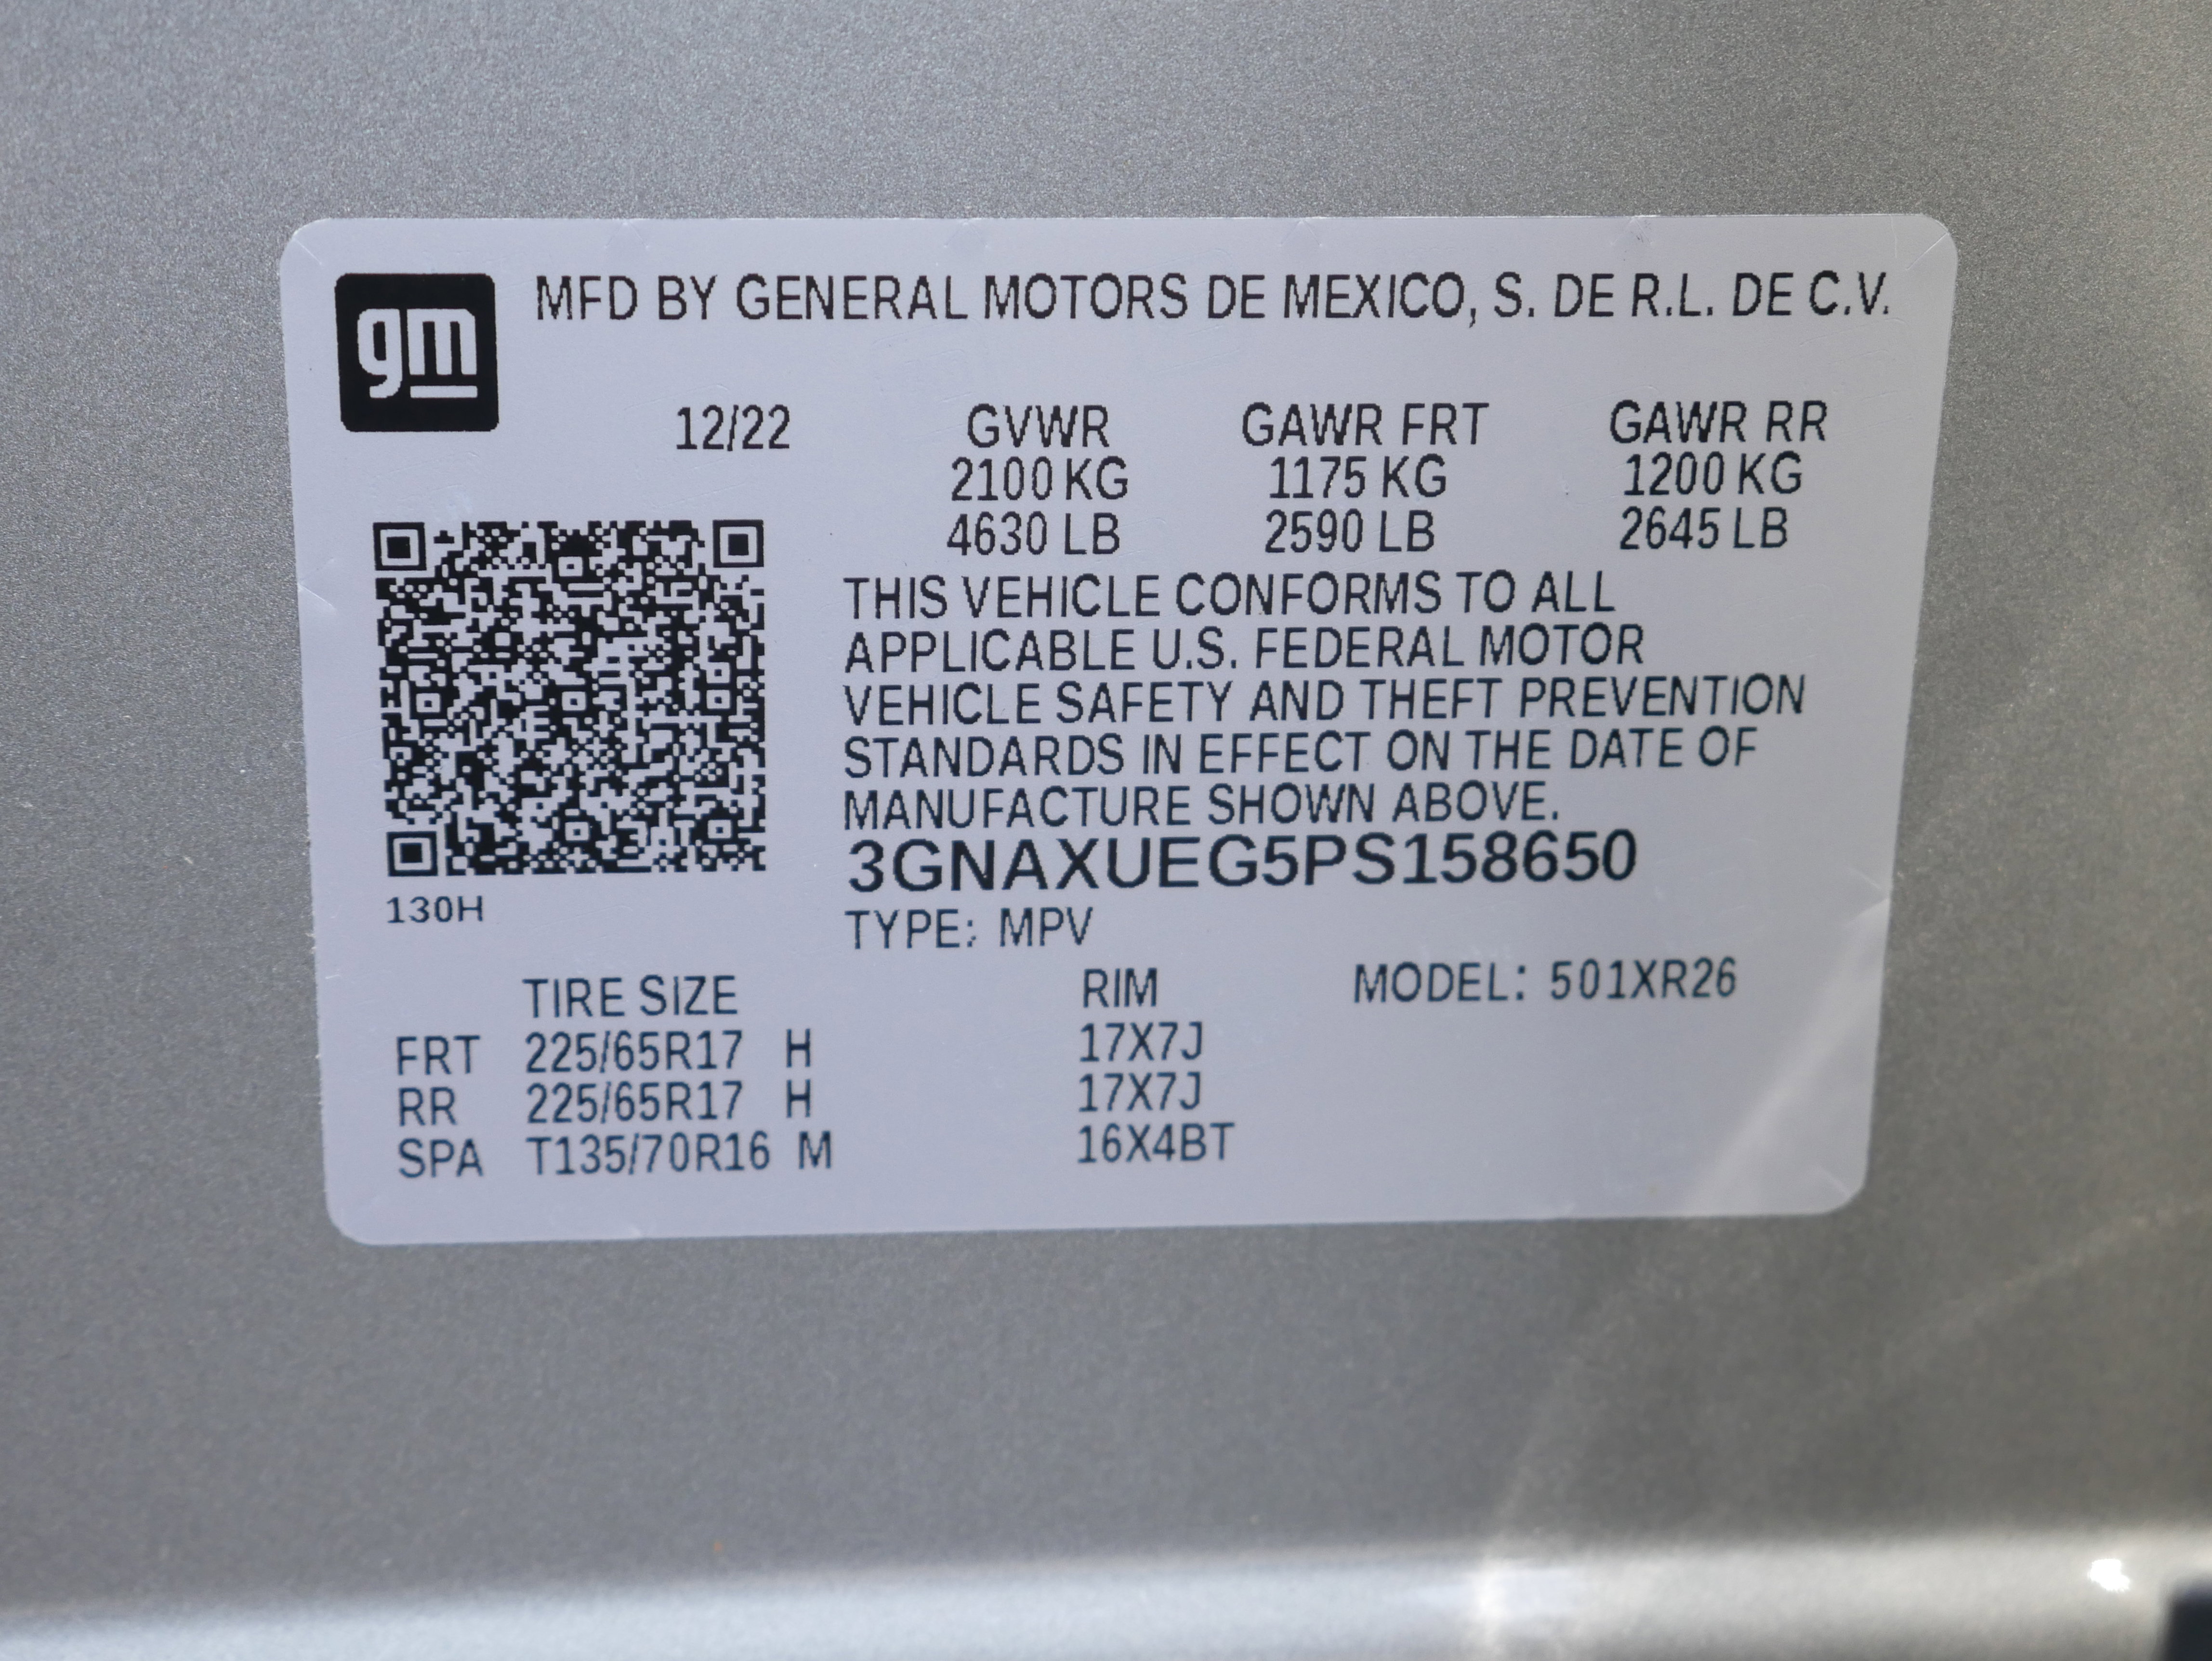 gm
MFD BY GENERAL MOTORS DE MEXICO, S. DE R.L. DE C.V.
12/22 GVWR GAWR FRT GAWR RR
2100 KG 1175 KG 1200 KG
4630 LB 2590 LB 2645 LB
THIS VEHICLE CONFORMS TO ALL
APPLICABLE U.S. FEDERAL MOTOR
VEHICLE SAFETY AND THEFT PREVENTION
STANDARDS IN EFFECT ON THE DATE OF
MANUFACTURE SHOWN ABOVE.
3GNAXUEG5PS158650
130H
TYPE: MPV
TIRE SIZE RIM MODEL: 501XR26
FRT 225/65R17 H 17X7J
RR 225/65R17 H 17X7J
SPA T135/70R16 M 16X4BT